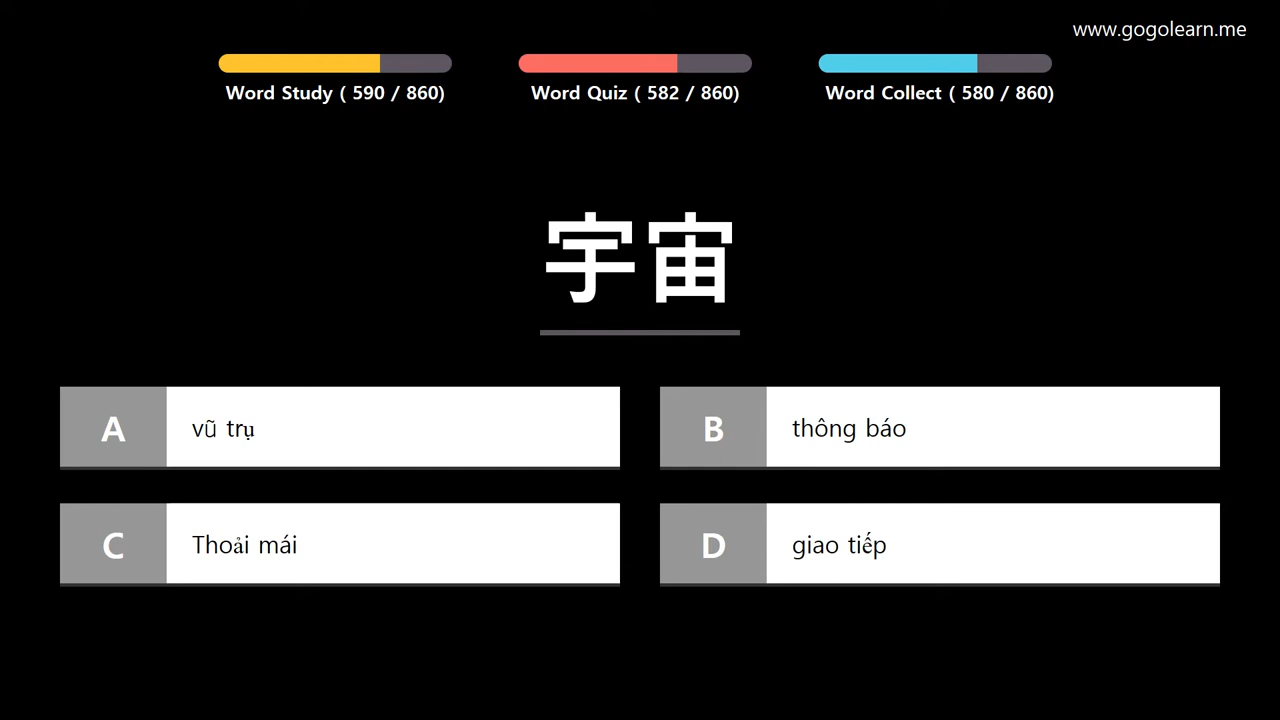 www.gogolearn.me
Word Study ( 590 / 860)
Word Quiz ( 582 / 860)
Word Collect ( 580 / 860)
宇宙
A vũ trụ
B thông báo
C Thoải mái
D giao tiếp